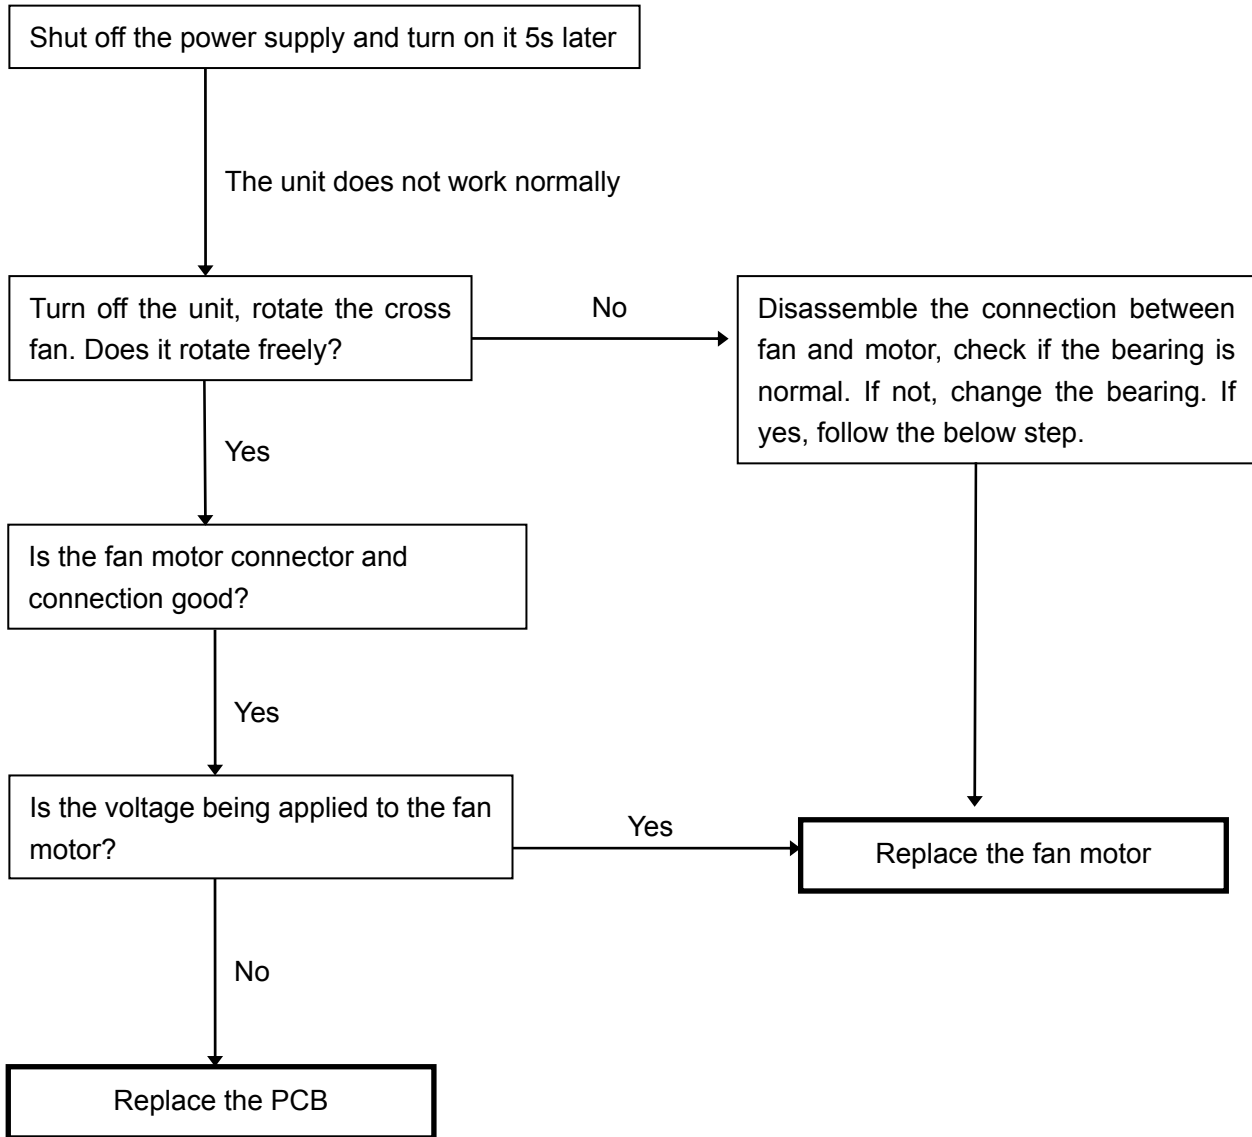 Shut off the power supply and turn on it 5s later
The unit does not work normally
Turn off the unit, rotate the cross
fan. Does it rotate freely?
No
Disassemble the connection between
fan and motor, check if the bearing is
normal. If not, change the bearing. If
yes, follow the below step.
Yes
Is the fan motor connector and
connection good?
Yes
Is the voltage being applied to the fan
motor?
Yes
Replace the fan motor
No
Replace the PCB